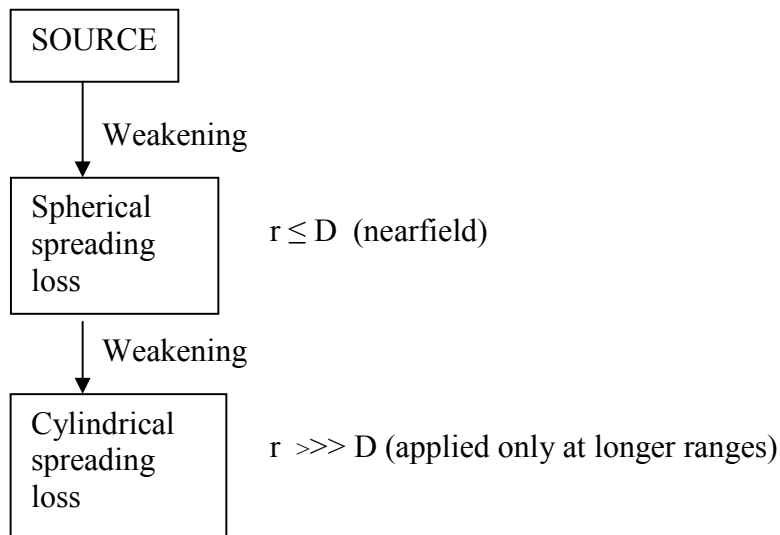 SOURCE
Weakening
Spherical
spreading
loss
r ≤ D (nearfield)
Weakening
Cylindrical
spreading
loss
r >>> D (applied only at longer ranges)